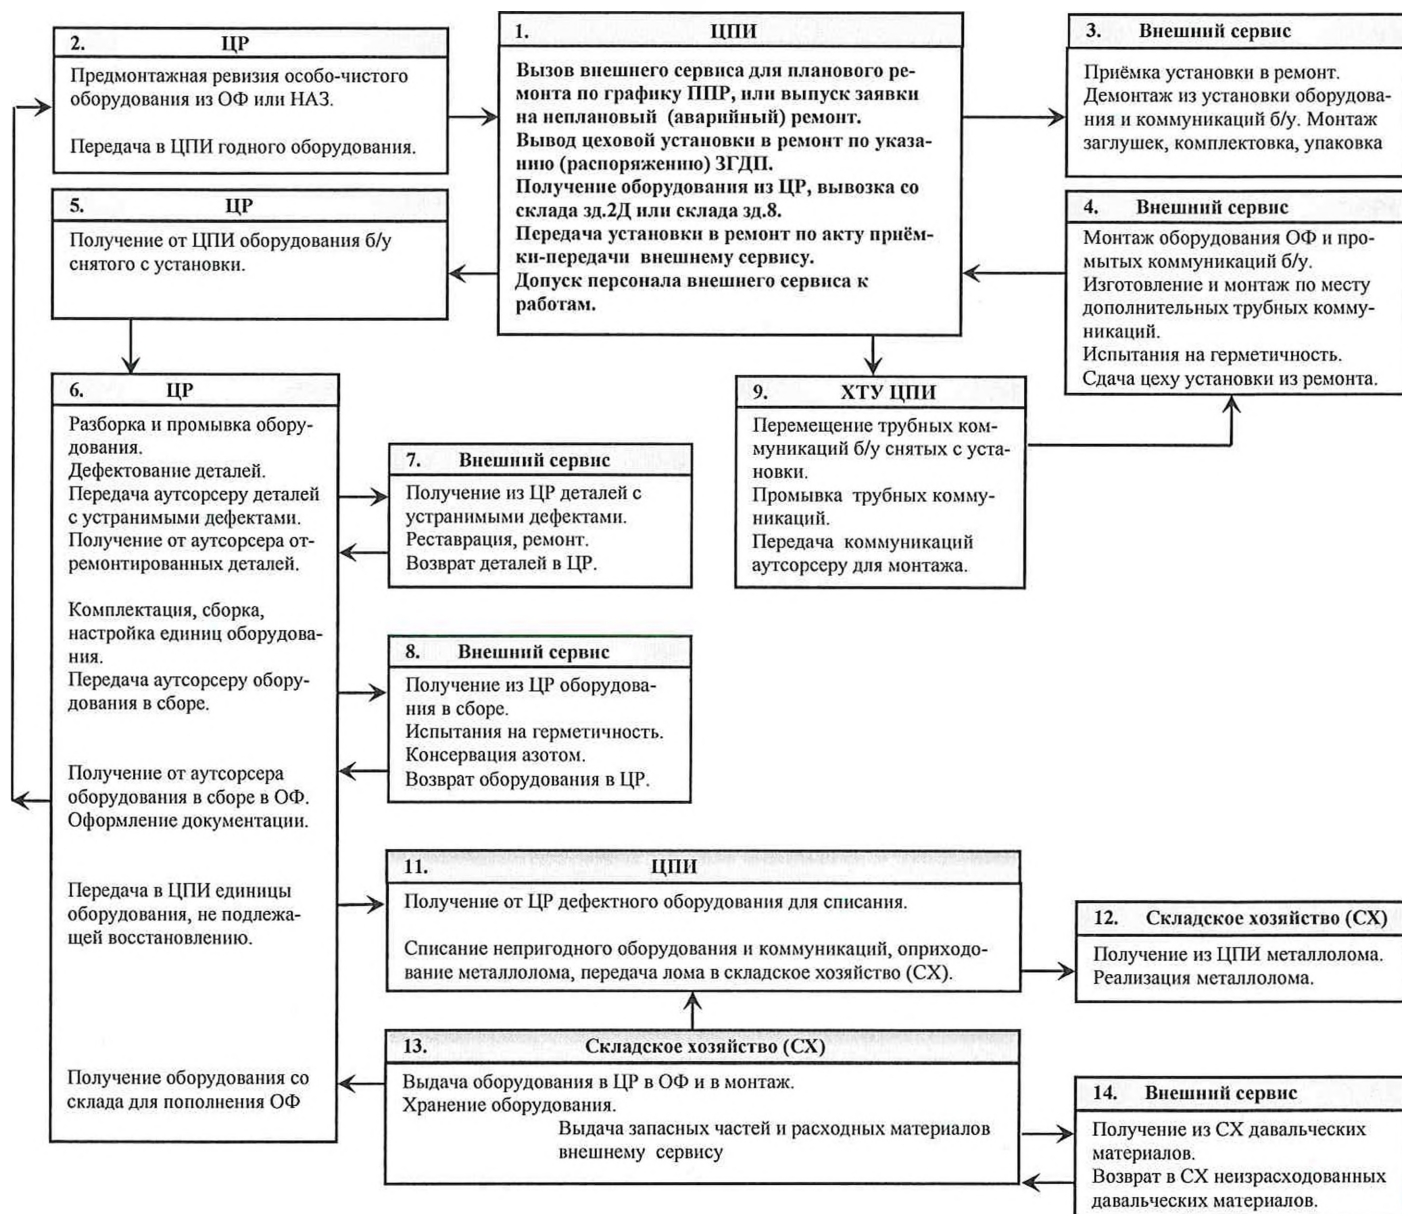 2. ЦР
Предмонтажная ревизия особо-чистого
оборудования из ОФ или НАЗ.
Передача в ЦПИ годного оборудования.
1. ЦПИ
Вызов внешнего сервиса для планового ре-
монта по графику ППР, или выпуск заявки
на неплановый (аварийный) ремонт.
Вывод цеховой установки в ремонт по указа-
нию (распоряжению) ЗГДП.
Получение оборудования из ЦР, вывозка со
склада зд.2Д или склада зд.8.
Передача установки в ремонт по акту приём-
ки-передачи внешнему сервису.
Допуск персонала внешнего сервиса к
работам.
3. Внешний сервис
Приёмка установки в ремонт.
Демонтаж из установки оборудова-
ния и коммуникаций б/у. Монтаж
заглушек, комплектовка, упаковка
5. ЦР
Получение от ЦПИ оборудования б/у
снятого с установки.
4. Внешний сервис
Монтаж оборудования ОФ и про-
мытых коммуникаций б/у.
Изготовление и монтаж по месту
дополнительных трубных комму-
никаций.
Испытания на герметичность.
Сдача цеху установки из ремонта.
6. ЦР
Разборка и промывка обору-
дования.
Дефектование деталей.
Передача аутсорсеру деталей
с устранимыми дефектами.
Получение от аутсорсера от-
ремонтированных деталей.
Комплектация, сборка,
настройка единиц оборудова-
ния.
Передача аутсорсеру обору-
дования в сборе.
Получение от аутсорсера
оборудования в сборе в ОФ.
Оформление документации.
Передача в ЦПИ единицы
оборудования, не подлежа-
щей восстановлению.
Получение оборудования со
склада для пополнения ОФ
7. Внешний сервис
Получение из ЦР деталей с
устранимыми дефектами.
Реставрация, ремонт.
Возврат деталей в ЦР.
9. ХТУ ЦПИ
Перемещение трубных ком-
муникаций б/у снятых с уста-
новки.
Промывка трубных комму-
никаций.
Передача коммуникаций
аутсорсеру для монтажа.
8. Внешний сервис
Получение из ЦР оборудова-
ния в сборе.
Испытания на герметичность.
Консервация азотом.
Возврат оборудования в ЦР.
11. ЦПИ
Получение от ЦР дефектного оборудования для списания.
Списание непригодного оборудования и коммуникаций, оприходо-
вание металлолома, передача лома в складское хозяйство (СХ).
12. Складское хозяйство (СХ)
Получение из ЦПИ металлолома.
Реализация металлолома.
13. Складское хозяйство (СХ)
Выдача оборудования в ЦР в ОФ и в монтаж.
Хранение оборудования.
Выдача запасных частей и расходных материалов
внешнему сервису
14. Внешний сервис
Получение из СХ давальческих
материалов.
Возврат в СХ неизрасходованных
давальческих материалов.